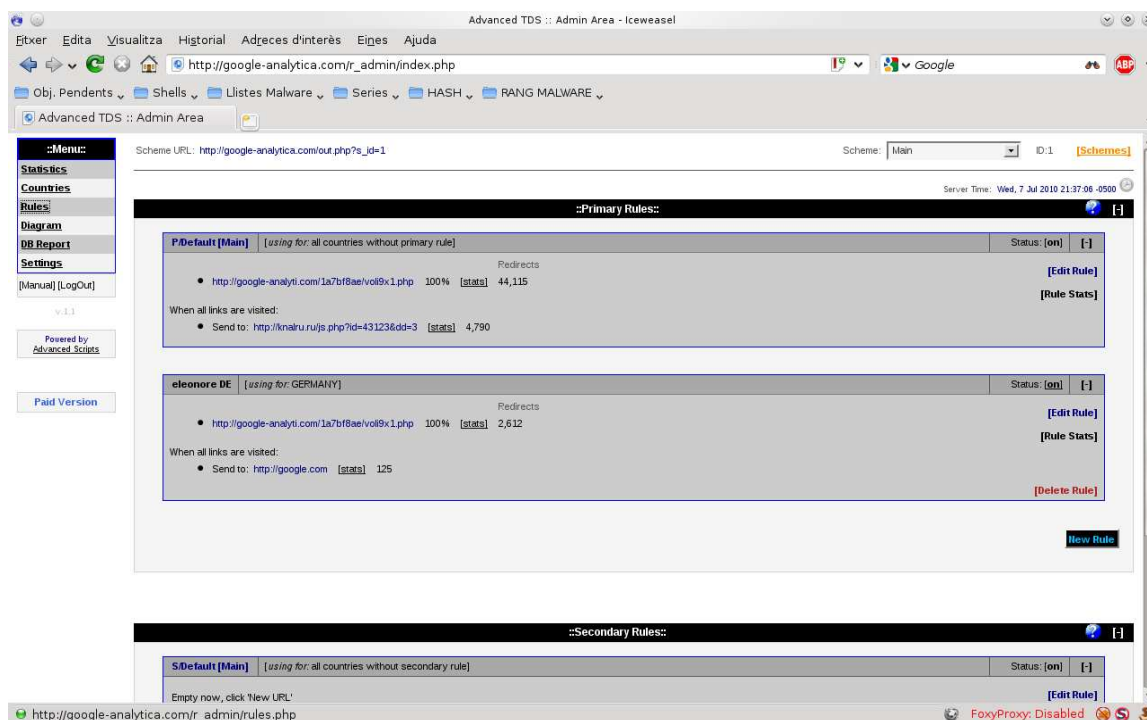 Advanced TDS :: Admin Area - Iceweasel
Fitxer Edita Visualitza Historial Adreces d'interès Eines Ajuda
http://google-analytica.com/r_admin/index.php Google ABP
Obj. Pendents Shells Llistes Malware Series HASH RANG MALWARE
Advanced TDS :: Admin Area
::Menu::
Statistics
Countries
Rules
Diagram
DB Report
Settings
[Manual] [LogOut]
v.1.1
Powered by
Advanced Scripts
Paid Version
Scheme URL: http://google-analytica.com/out.php?s_id=1 Scheme: Main ID:1 [Schemes]
Server Time: Wed, 7 Jul 2010 21:37:06 -0500
::Primary Rules:: ? [-]
P/Default [Main] [using for: all countries without primary rule] Status: [on] [-]
Redirects
http://google-analyti.com/1a7bf8ae/voli9x1.php 100% [stats] 44,115
[Edit Rule]
[Rule Stats]
When all links are visited:
Send to: http://knalru.ru/js.php?id=43123&dd=3 [stats] 4,790
eleonore DE [using for: GERMANY] Status: [on] [-]
Redirects
http://google-analyti.com/1a7bf8ae/voli9x1.php 100% [stats] 2,612
[Edit Rule]
[Rule Stats]
When all links are visited:
Send to: http://google.com [stats] 125
[Delete Rule]
New Rule
::Secondary Rules:: ? [-]
S/Default [Main] [using for: all countries without secondary rule] Status: [on] [-]
Empty now, click 'New URL' [Edit Rule]
http://google-analytica.com/r_admin/rules.php FoxyProxy: Disabled